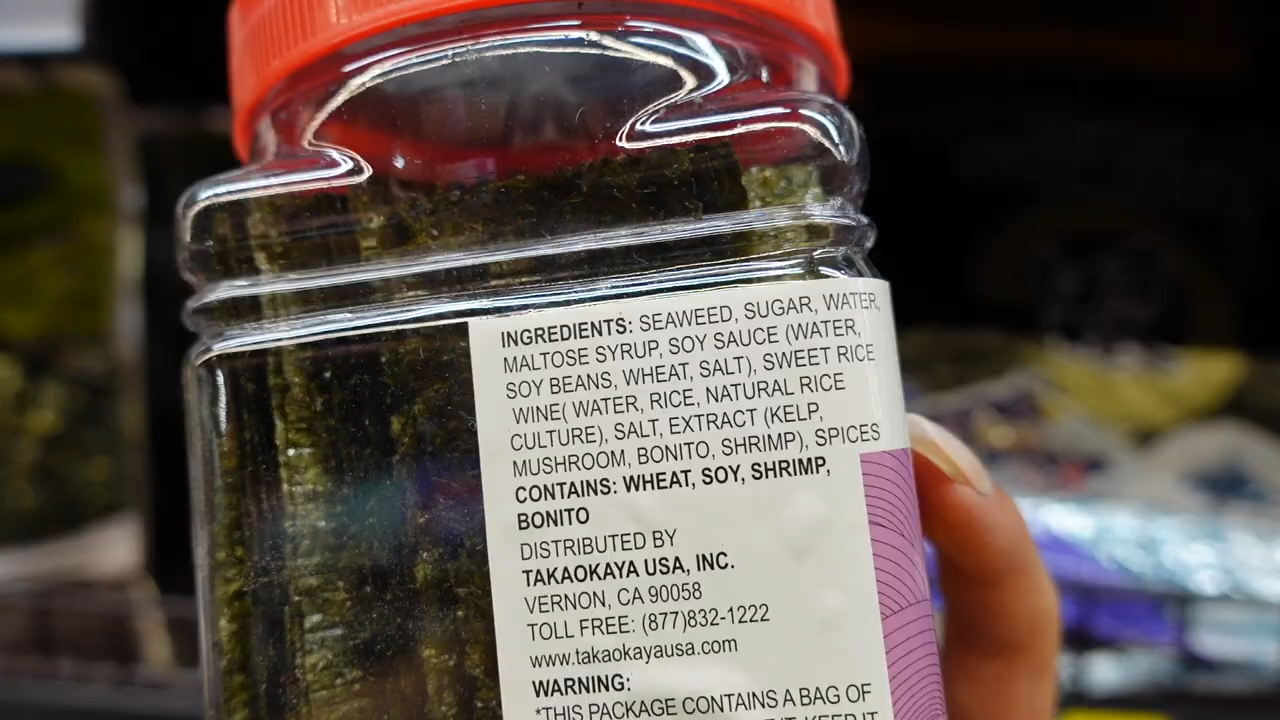 INGREDIENTS: SEAWEED, SUGAR, WATER,
MALTOSE SYRUP, SOY SAUCE (WATER,
SOY BEANS, WHEAT, SALT), SWEET RICE
WINE( WATER, RICE, NATURAL RICE
CULTURE), SALT, EXTRACT (KELP,
MUSHROOM, BONITO, SHRIMP), SPICES
CONTAINS: WHEAT, SOY, SHRIMP,
BONITO
DISTRIBUTED BY
TAKAOKAYA USA, INC.
VERNON, CA 90058
TOLL FREE: (877)832-1222
www.takaokayausa.com
WARNING:
*THIS PACKAGE CONTAINS A BAG OF
KEEP IT